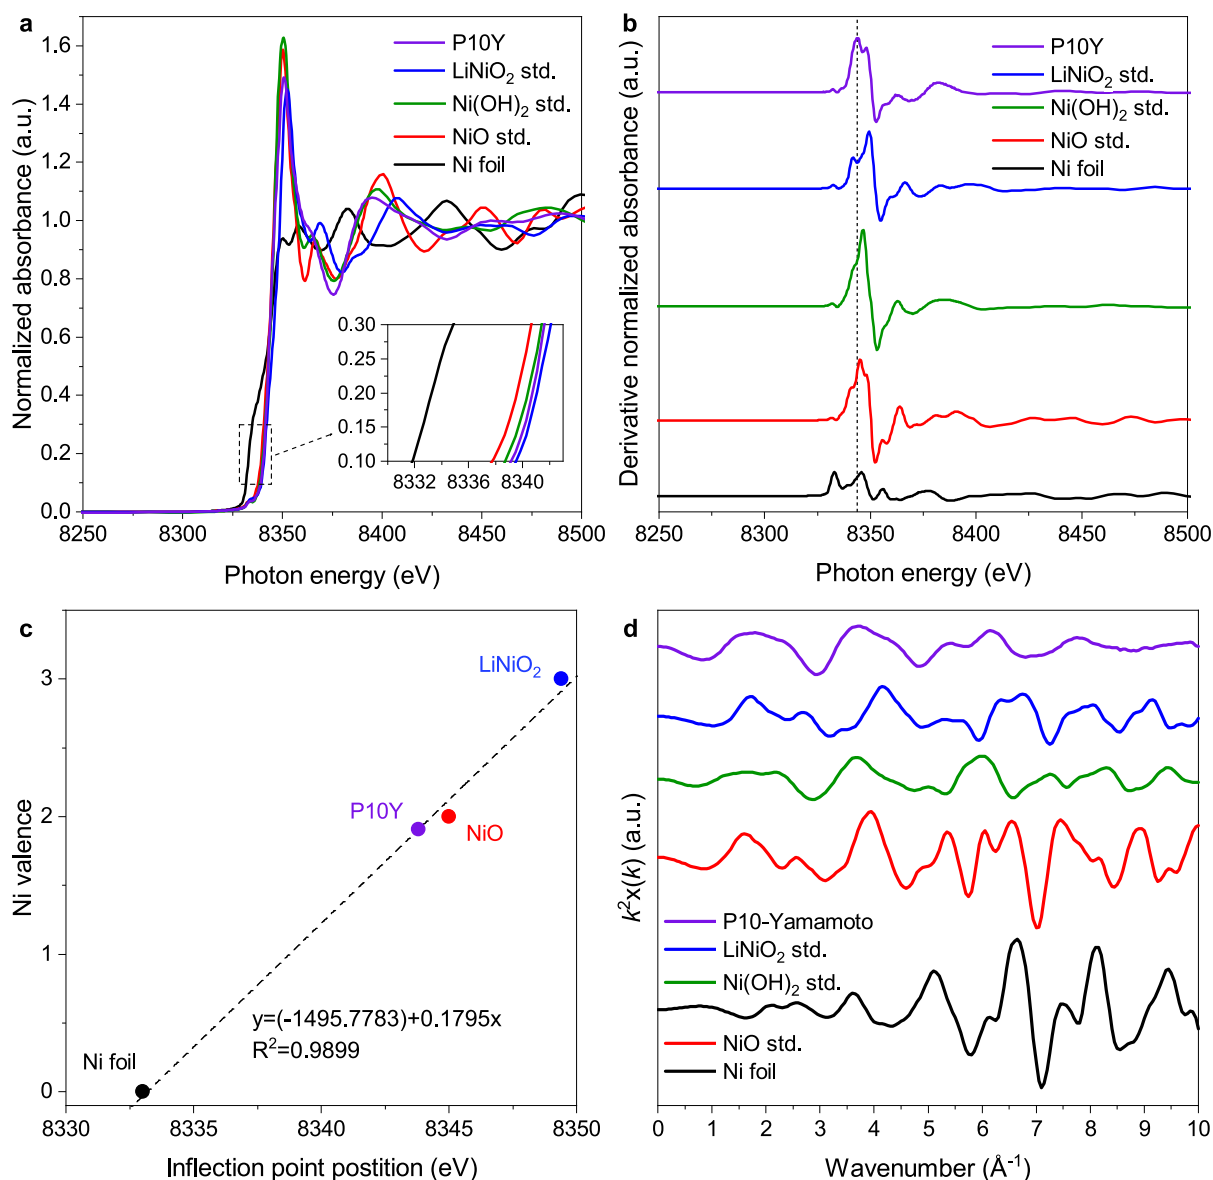 a
P10Y
LiNiO₂ std.
Ni(OH)₂ std.
NiO std.
Ni foil
Normalized absorbance (a.u.)
1.6
1.4
1.2
1.0
0.8
0.6
0.4
0.2
0.0
0.30
0.25
0.20
0.15
0.10
8332 8336 8340
8250 8300 8350 8400 8450 8500
Photon energy (eV)
b
P10Y
LiNiO₂ std.
Ni(OH)₂ std.
NiO std.
Ni foil
Derivative normalized absorbance (a.u.)
8250 8300 8350 8400 8450 8500
Photon energy (eV)
c
LiNiO₂
P10Y
NiO
Ni foil
y=(-1495.7783)+0.1795x
R²=0.9899
Ni valence
3
2
1
0
8330 8335 8340 8345 8350
Inflection point postition (eV)
d
P10-Yamamoto
LiNiO₂ std.
Ni(OH)₂ std.
NiO std.
Ni foil
k²x(k) (a.u.)
0 1 2 3 4 5 6 7 8 9 10
Wavenumber (Å⁻¹)